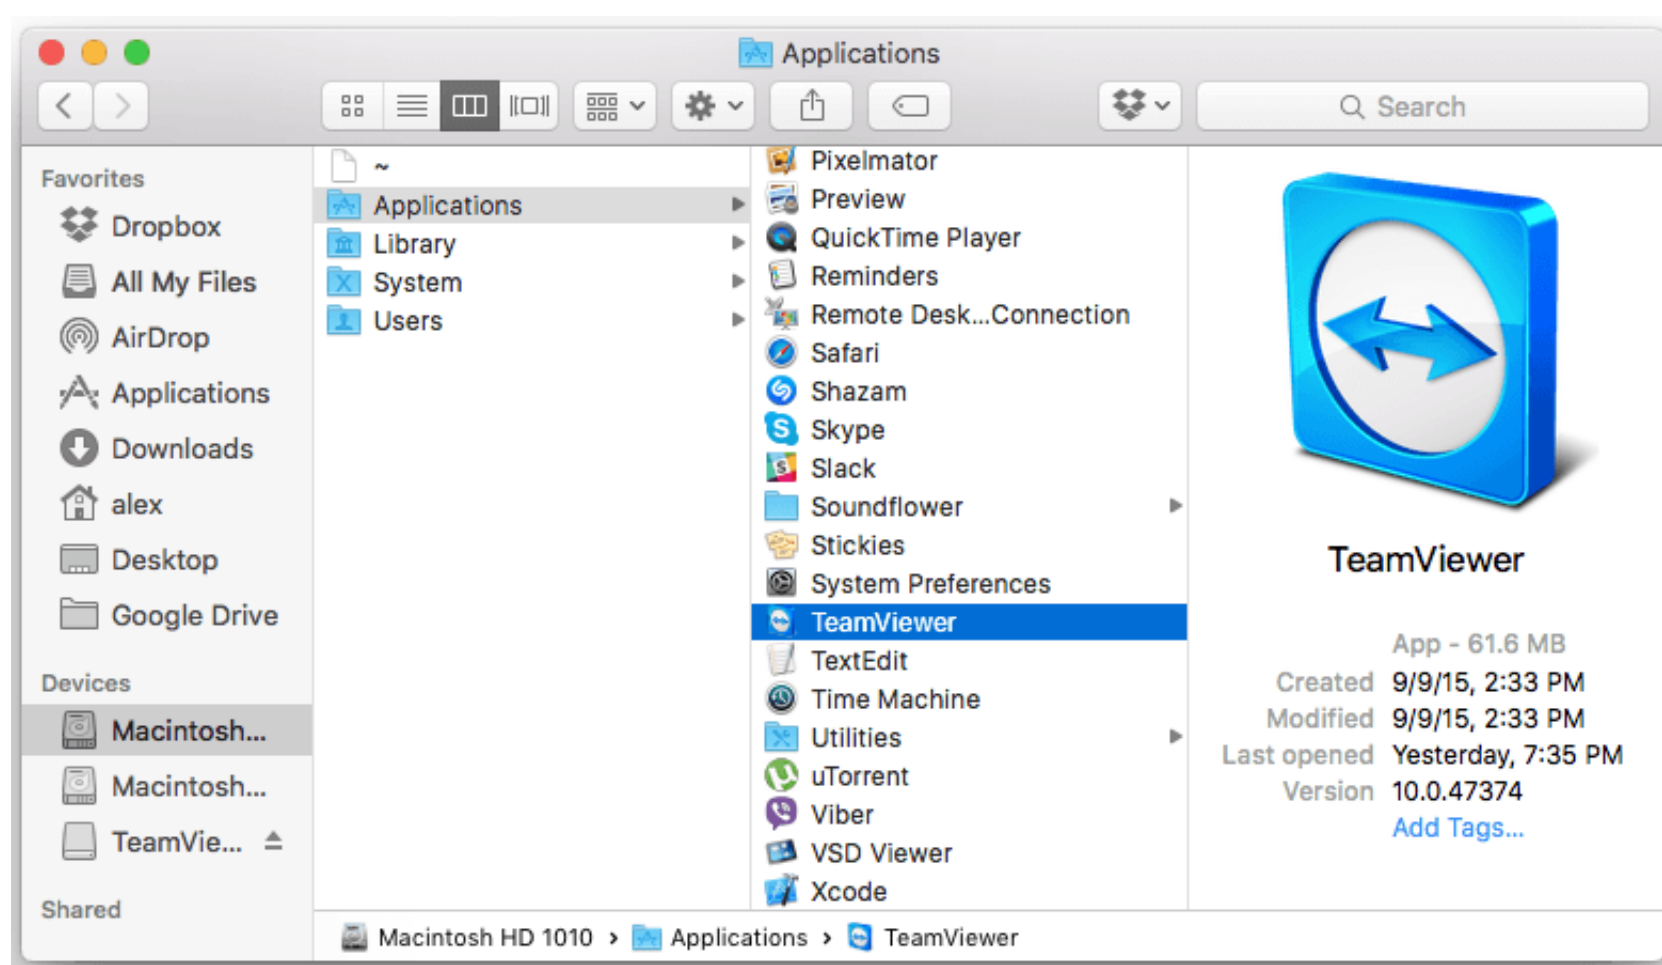 Applications
Search
Favorites
Dropbox
All My Files
AirDrop
Applications
Downloads
alex
Desktop
Google Drive
Devices
Macintosh...
Macintosh...
TeamVie...
Shared
~
Applications
Library
System
Users
Pixelmator
Preview
QuickTime Player
Reminders
Remote Desk...Connection
Safari
Shazam
Skype
Slack
Soundflower
Stickies
System Preferences
TeamViewer
TextEdit
Time Machine
Utilities
uTorrent
Viber
VSD Viewer
Xcode
TeamViewer
App - 61.6 MB
Created 9/9/15, 2:33 PM
Modified 9/9/15, 2:33 PM
Last opened Yesterday, 7:35 PM
Version 10.0.47374
Add Tags...
Macintosh HD 1010 › Applications › TeamViewer